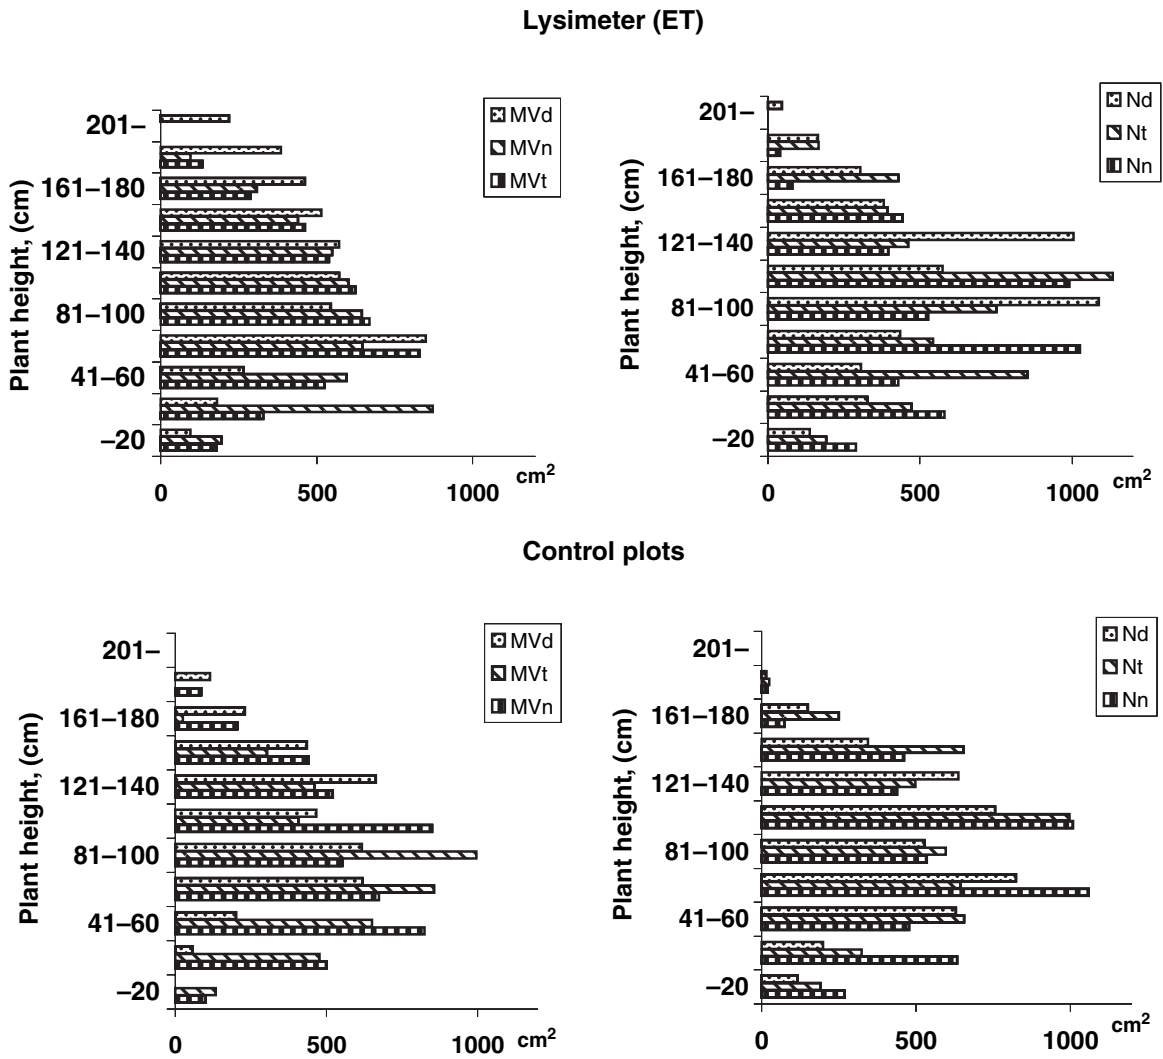 Lysimeter (ET)
201–
161–180
121–140
81–100
41–60
–20
Plant height, (cm)
0 500 1000 cm²
MVd
MVn
MVt
201–
161–180
121–140
81–100
41–60
–20
Plant height, (cm)
0 500 1000 cm²
Nd
Nt
Nn
Control plots
201–
161–180
121–140
81–100
41–60
–20
Plant height, (cm)
0 500 1000 cm²
MVd
MVt
MVn
201–
161–180
121–140
81–100
41–60
–20
Plant height, (cm)
0 500 1000 cm²
Nd
Nt
Nn